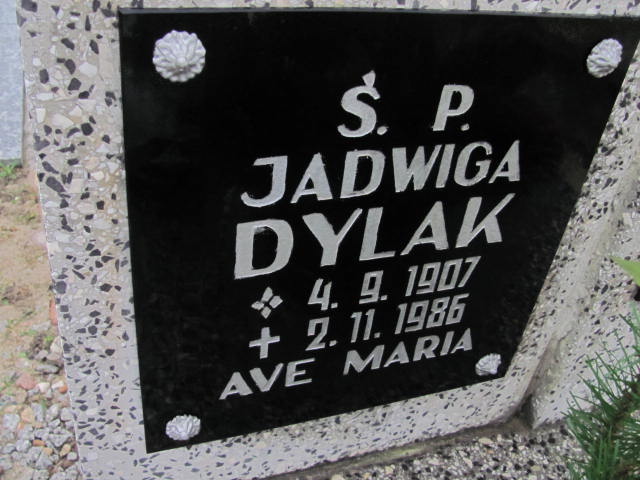 Ś. P.
JADWIGA
DYLAK
4. 9. 1907
+ 2. 11. 1986
AVE MARIA